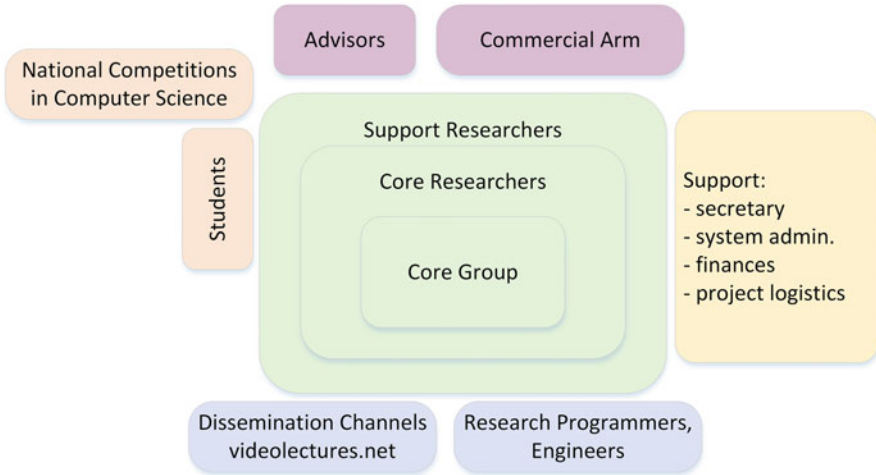 Advisors
Commercial Arm
National Competitions
in Computer Science
Students
Support Researchers
Core Researchers
Core Group
Support:
- secretary
- system admin.
- finances
- project logistics
Dissemination Channels
videolectures.net
Research Programmers,
Engineers